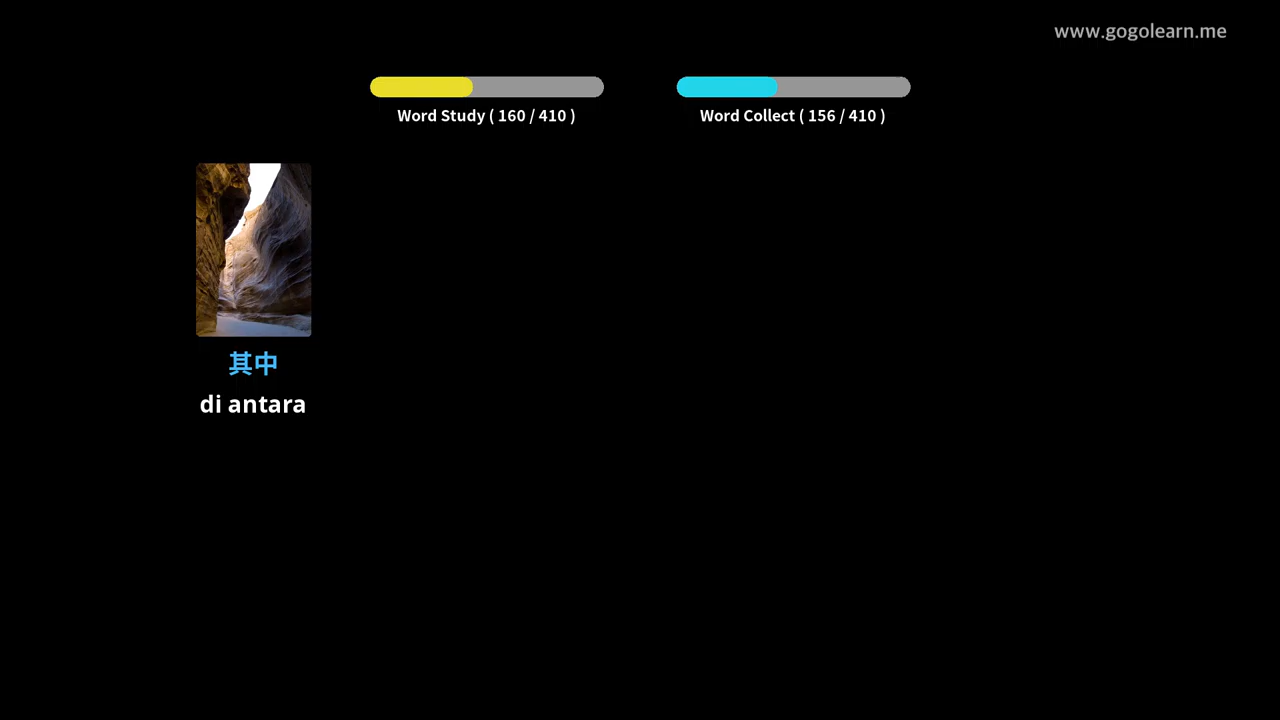 www.gogolearn.me
Word Study ( 160 / 410 )
Word Collect ( 156 / 410 )
其中
di antara